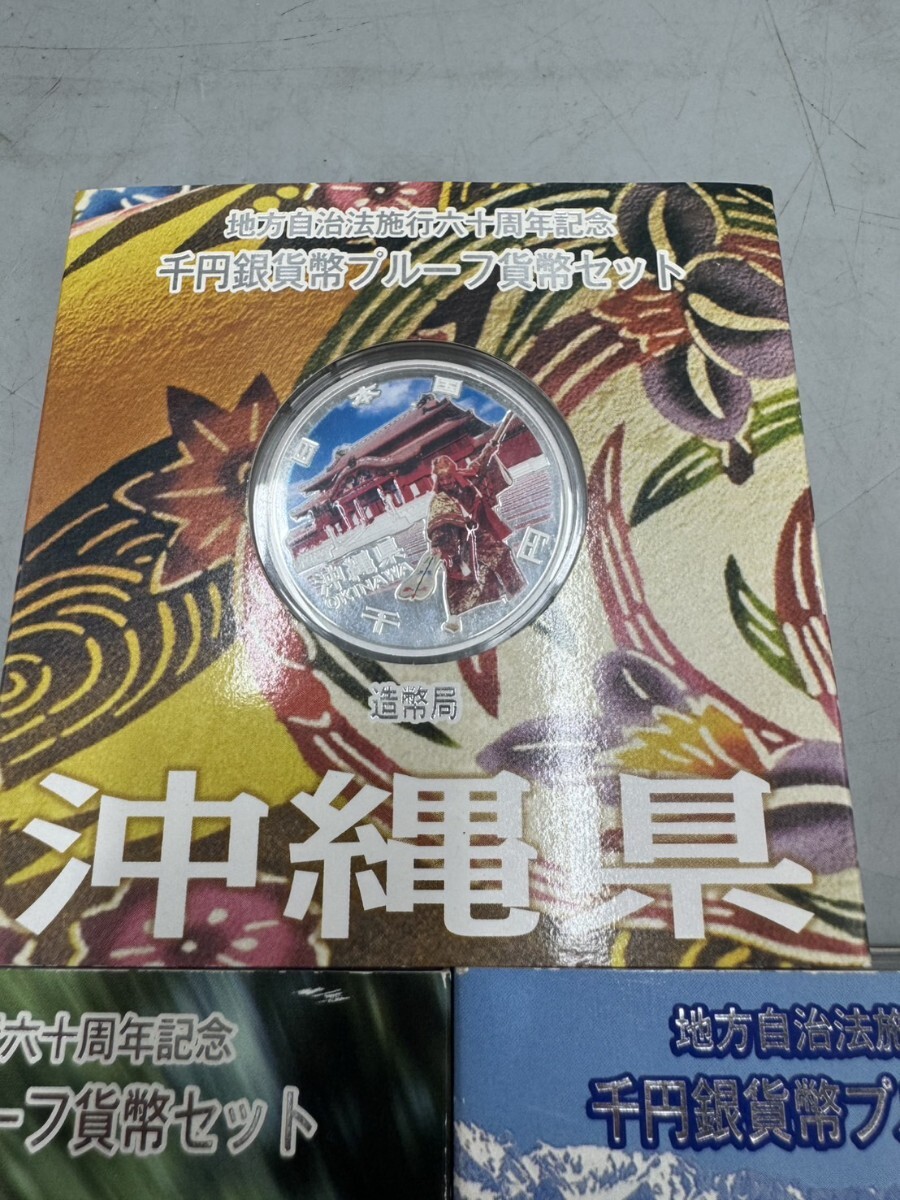 地方自治法施行六十周年記念
千円銀貨幣プルーフ貨幣セット
日本国
沖縄県
OKINAWA
千円
造幣局
沖縄県
六十周年記念
ーフ貨幣セット
地方自治法施
千円銀貨幣プ